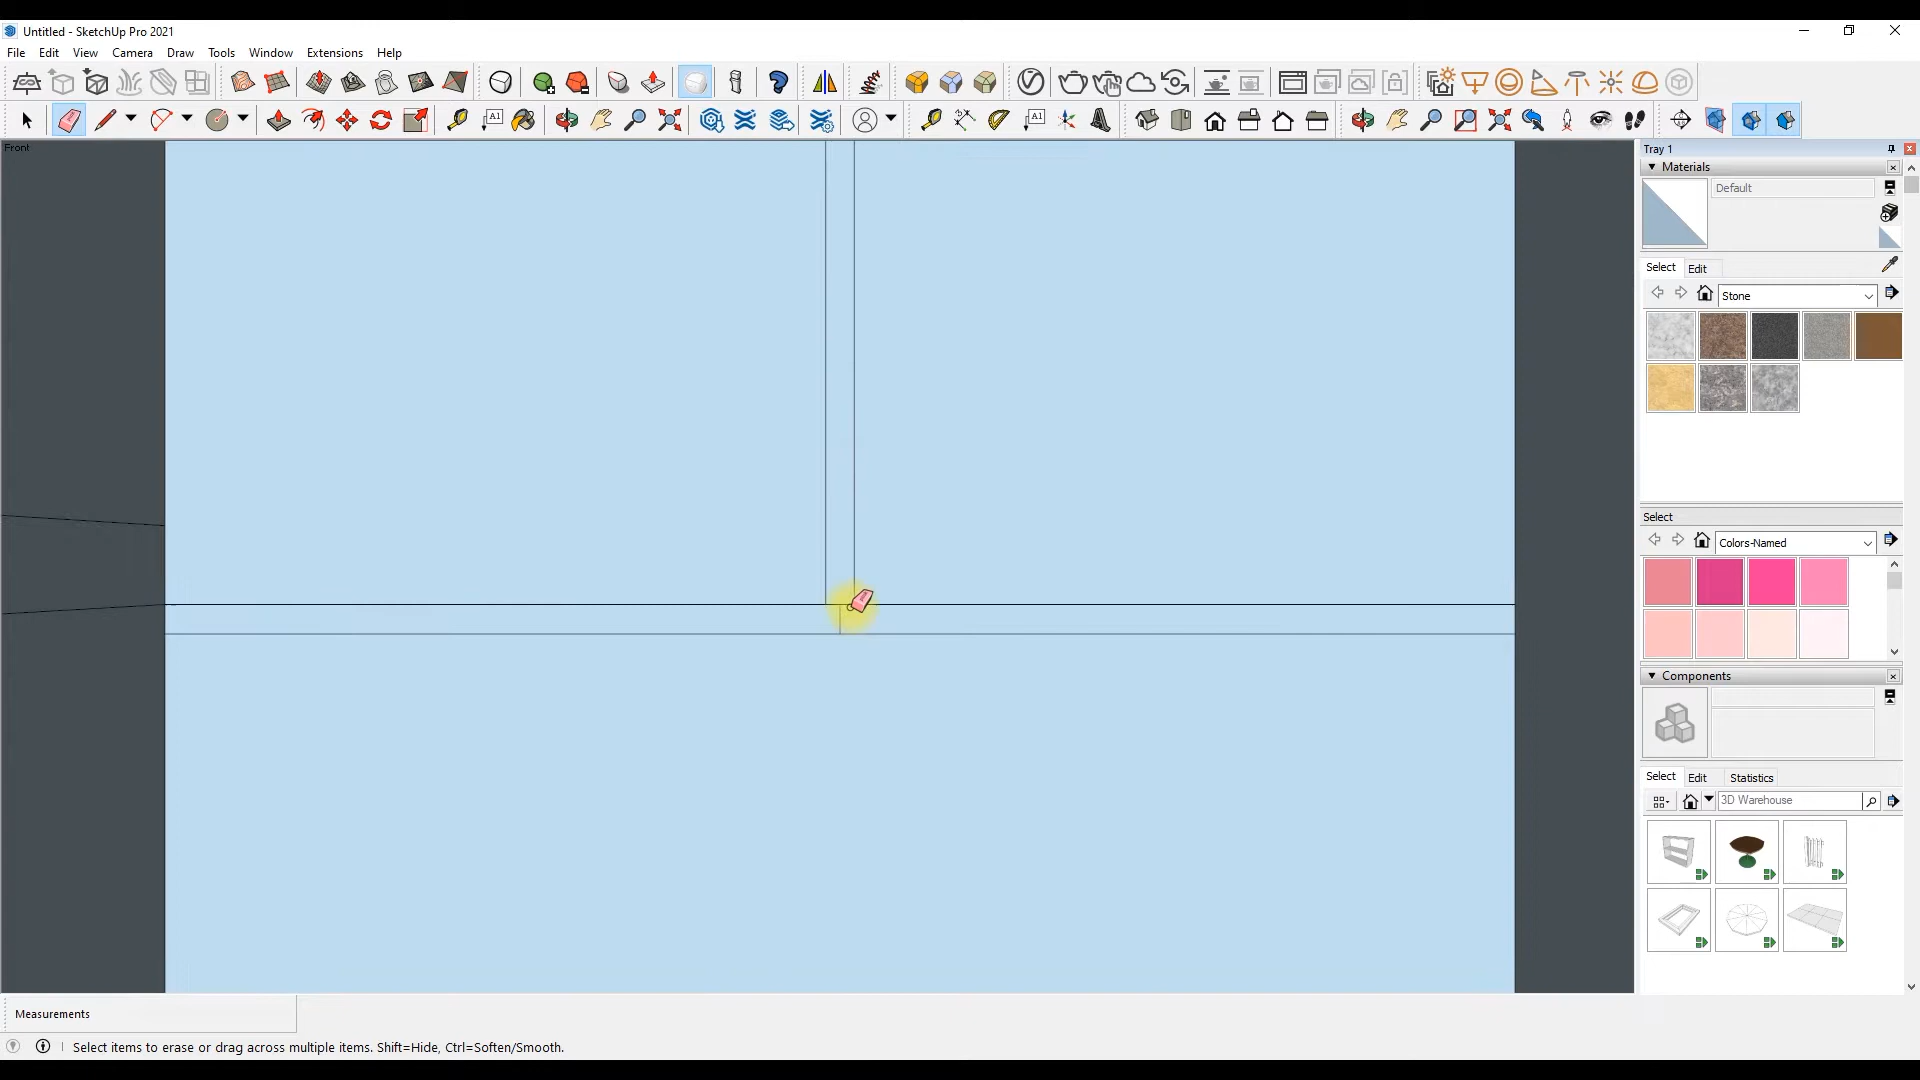 Untitled - SketchUp Pro 2021
File Edit View Camera Draw Tools Window Extensions Help
A1 A1
Front
Tray 1
Materials
Default
Select Edit
Stone
Select
Colors-Named
Components
Select Edit Statistics
3D Warehouse
Measurements
Select items to erase or drag across multiple items. Shift=Hide, Ctrl=Soften/Smooth.